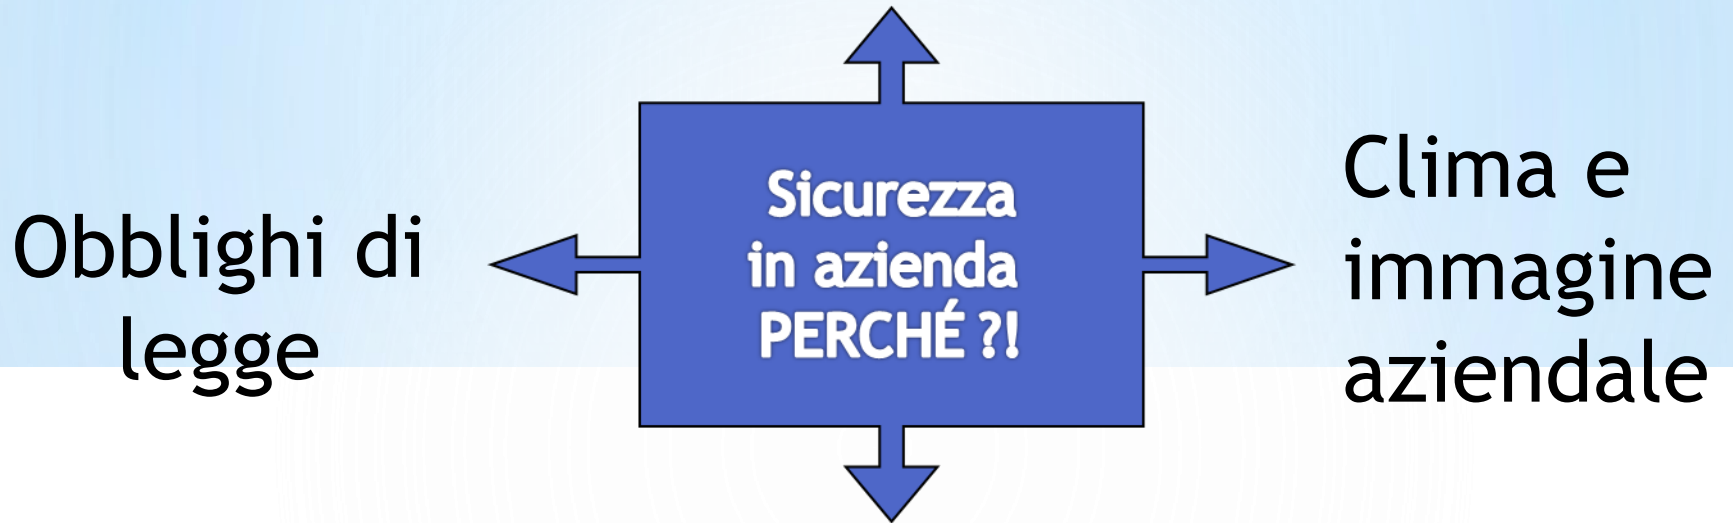 Obblighi di
legge
Sicurezza
in azienda
PERCHÉ ?!
Clima e
immagine
aziendale